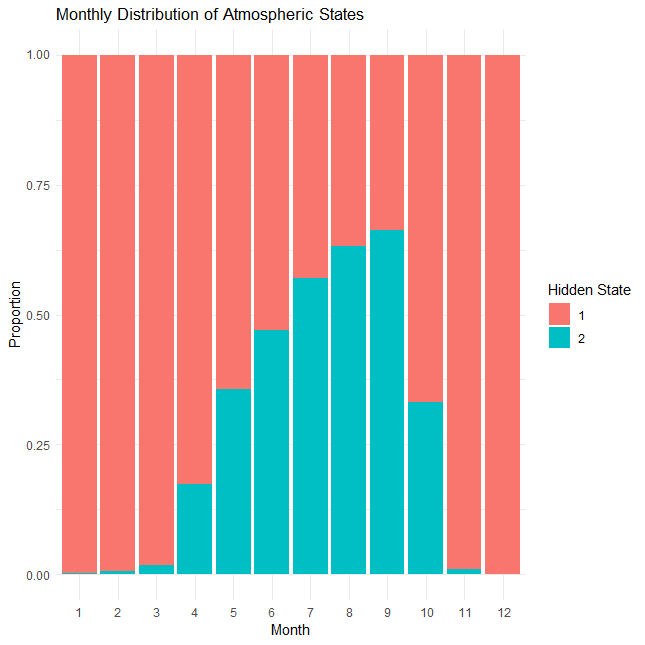 Monthly Distribution of Atmospheric States
1.00
0.75
0.50
0.25
0.00
Proportion
1 2 3 4 5 6 7 8 9 10 11 12
Month
Hidden State
1
2